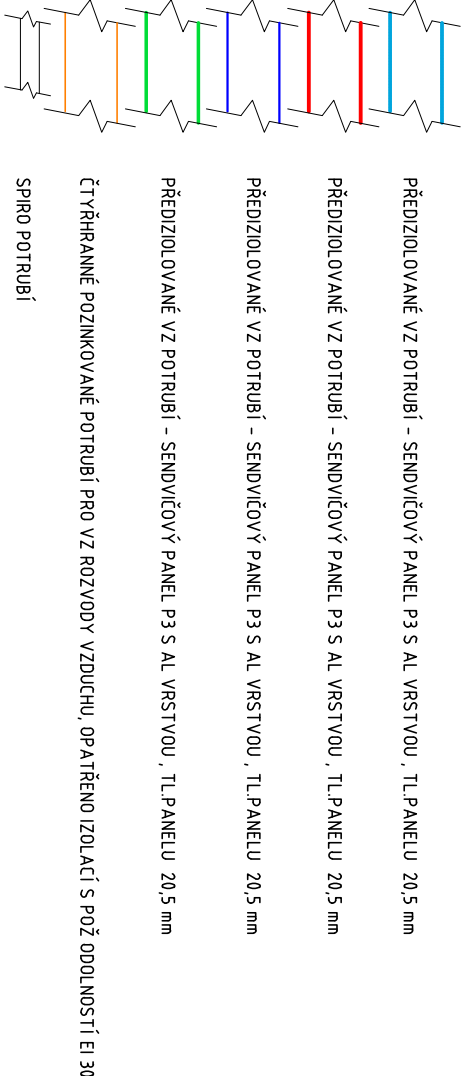 PŘEDIZIOLOVANÉ VZ POTRUBÍ - SENDVIČOVÝ PANEL P3 S AL VRSTVOU , TL.PANELU 20,5 mm
PŘEDIZIOLOVANÉ VZ POTRUBÍ - SENDVIČOVÝ PANEL P3 S AL VRSTVOU , TL.PANELU 20,5 mm
PŘEDIZIOLOVANÉ VZ POTRUBÍ - SENDVIČOVÝ PANEL P3 S AL VRSTVOU , TL.PANELU 20,5 mm
PŘEDIZIOLOVANÉ VZ POTRUBÍ - SENDVIČOVÝ PANEL P3 S AL VRSTVOU , TL.PANELU 20,5 mm
ČTYŘHRANNÉ POZINKOVANÉ POTRUBÍ PRO VZ ROZVODY VZDUCHU, OPATŘENO IZOLACÍ S POŽ ODOLNOSTÍ EI 30
SPIRO POTRUBÍ